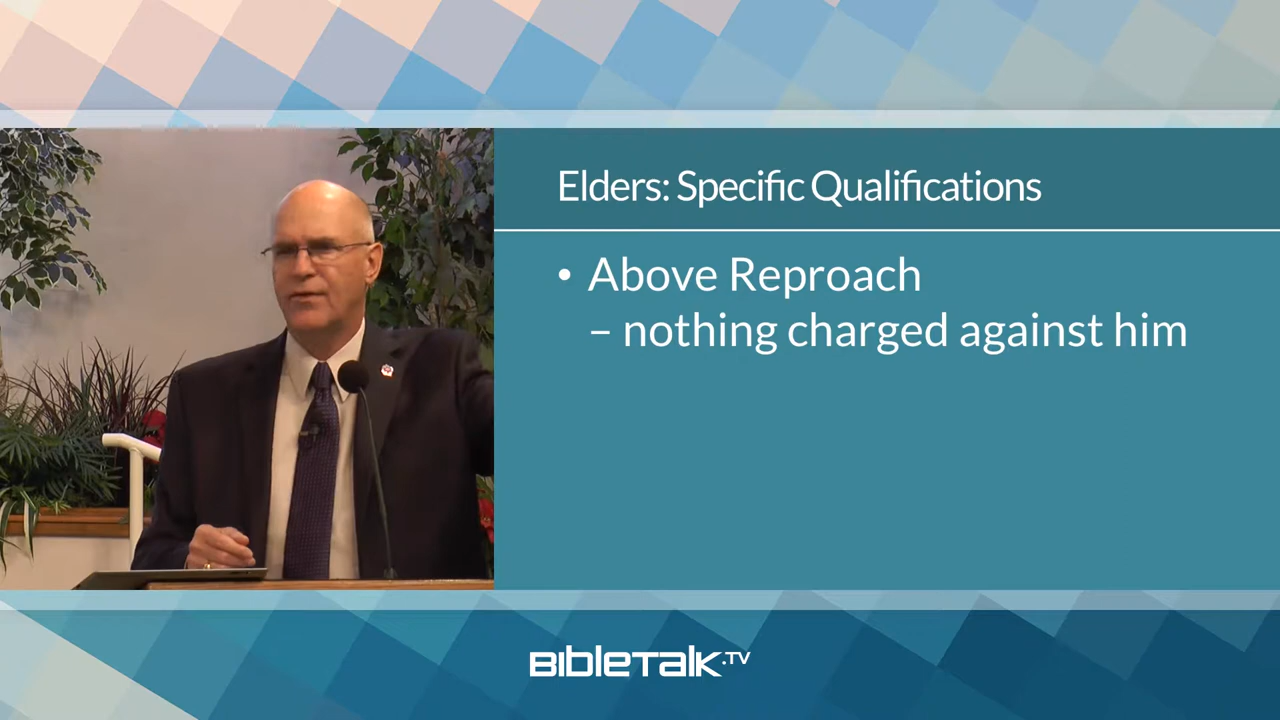 Elders: Specific Qualifications
• Above Reproach
– nothing charged against him
BIBLETALK.TV